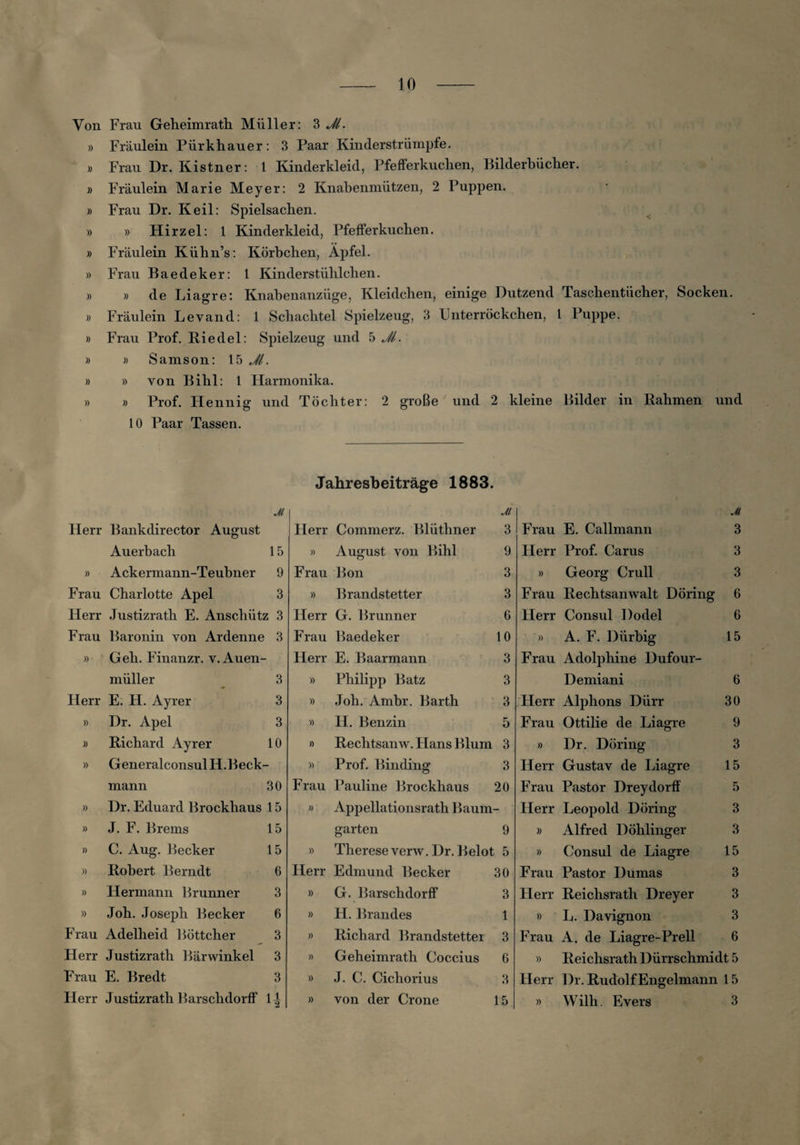 10
Von Frau Geheimrath Müller: 3 ℳ.
» Fräulein Pürkhauer: 3 Paar Kinderstrümpfe.
» Frau Dr. Kistner: 1 Kinderkleid, Pfefferkuchen, Bilderbücher.
» Fräulein Marie Meyer: 2 Knabenmützen, 2 Puppen.
» Frau Dr. Keil: Spielsachen.
» » Hirzel: 1 Kinderkleid, Pfefferkuchen.
» Fräulein Kühn's: Körbchen, Äpfel.
» Frau Baedeker: 1 Kinderstühlchen.
» » de Liagre: Knabenanzüge, Kleidchen, einige Dutzend Taschentücher, Socken.
» Fräulein Levand: 1 Schachtel Spielzeug, 3 Unterröckchen, 1 Puppe.
» Frau Prof. Riedel: Spielzeug und 5 ℳ.
» » Samson: 15 ℳ.
» » von Bihl: 1 Harmonika.
» » Prof. Hennig und Töchter: 2 große und 2 kleine Bilder in Rahmen und
10 Paar Tassen.
Jahresbeiträge 1883.
ℳ
Herr Bankdirector August
Auerbach 15
» Ackermann-Teubner 9
Frau Charlotte Apel 3
Herr Justizrath E. Anschütz 3
Frau Baronin von Ardenne 3
» Geh. Finanzr. v. Auen-
müller 3
Herr E. H. Ayrer 3
» Dr. Apel 3
» Richard Ayrer 10
» Generalconsul H. Beck-
mann 30
» Dr. Eduard Brockhaus 15
» J. F. Brems 15
» C. Aug. Becker 15
» Robert Berndt 6
» Hermann Brunner 3
» Joh. Joseph Becker 6
Frau Adelheid Böttcher 3
Herr Justizrath Bärwinkel 3
Frau E. Bredt 3
Herr Justizrath Barschdorff 1½
ℳ
Herr Commerz. Blüthner 3
» August von Bihl 9
Frau Bon 3
» Brandstetter 3
Herr G. Brunner 6
Frau Baedeker 10
Herr E. Baarmann 3
» Philipp Batz 3
» Joh. Ambr. Barth 3
» H. Benzin 5
» Rechtsanw. Hans Blum 3
» Prof. Binding 3
Frau Pauline Brockhaus 20
» Appellationsrath Baum-
garten 9
» Therese verw. Dr. Belot 5
Herr Edmund Becker 30
» G. Barschdorff 3
» H. Brandes 1
» Richard Brandstetter 3
» Geheimrath Coccius 6
» J. C. Cichorius 3
» von der Crone 15
ℳ
Frau E. Callmann 3
Herr Prof. Carus 3
» Georg Crull 3
Frau Rechtsanwalt Döring 6
Herr Consul Dodel 6
» A. F. Dürbig 15
Frau Adolphine Dufour-
Demiani 6
Herr Alphons Dürr 30
Frau Ottilie de Liagre 9
» Dr. Döring 3
Herr Gustav de Liagre 15
Frau Pastor Dreydorff 5
Herr Leopold Döring 3
» Alfred Döhlinger 3
» Consul de Liagre 15
Frau Pastor Dumas 3
Herr Reichsrath Dreyer 3
» L. Davignon 3
Frau A. de Liagre-Prell 6
» Reichsrath Dürrschmidt 5
Herr Dr. Rudolf Engelmann 15
» Wilh. Evers 3